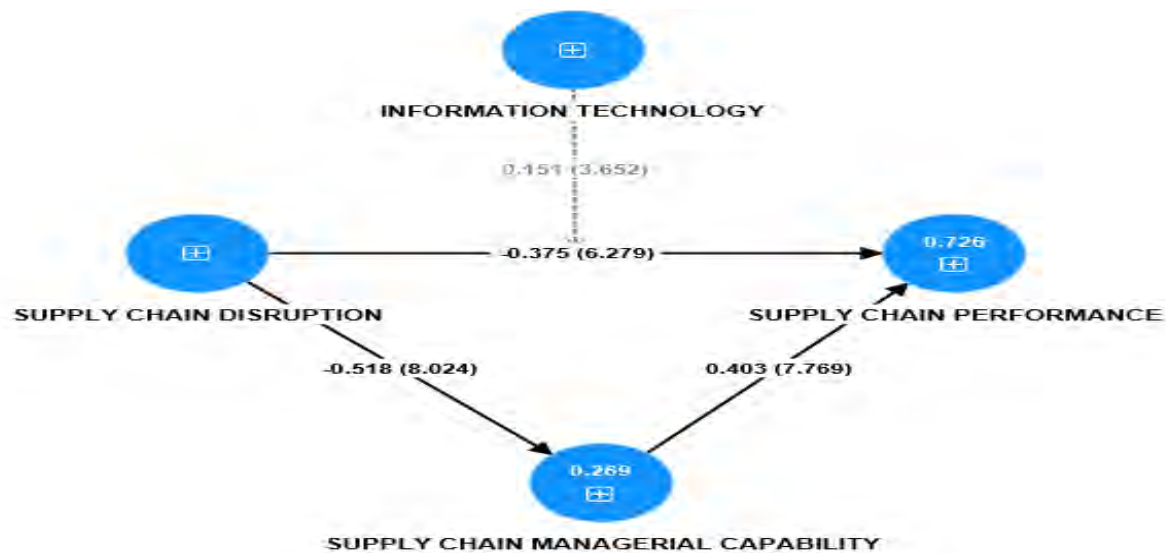 INFORMATION TECHNOLOGY
0.151 (3.652)
0.726
-0.375 (6.279)
SUPPLY CHAIN DISRUPTION
SUPPLY CHAIN PERFORMANCE
-0.518 (8.024)
0.403 (7.769)
0.269
SUPPLY CHAIN MANAGERIAL CAPABILITY